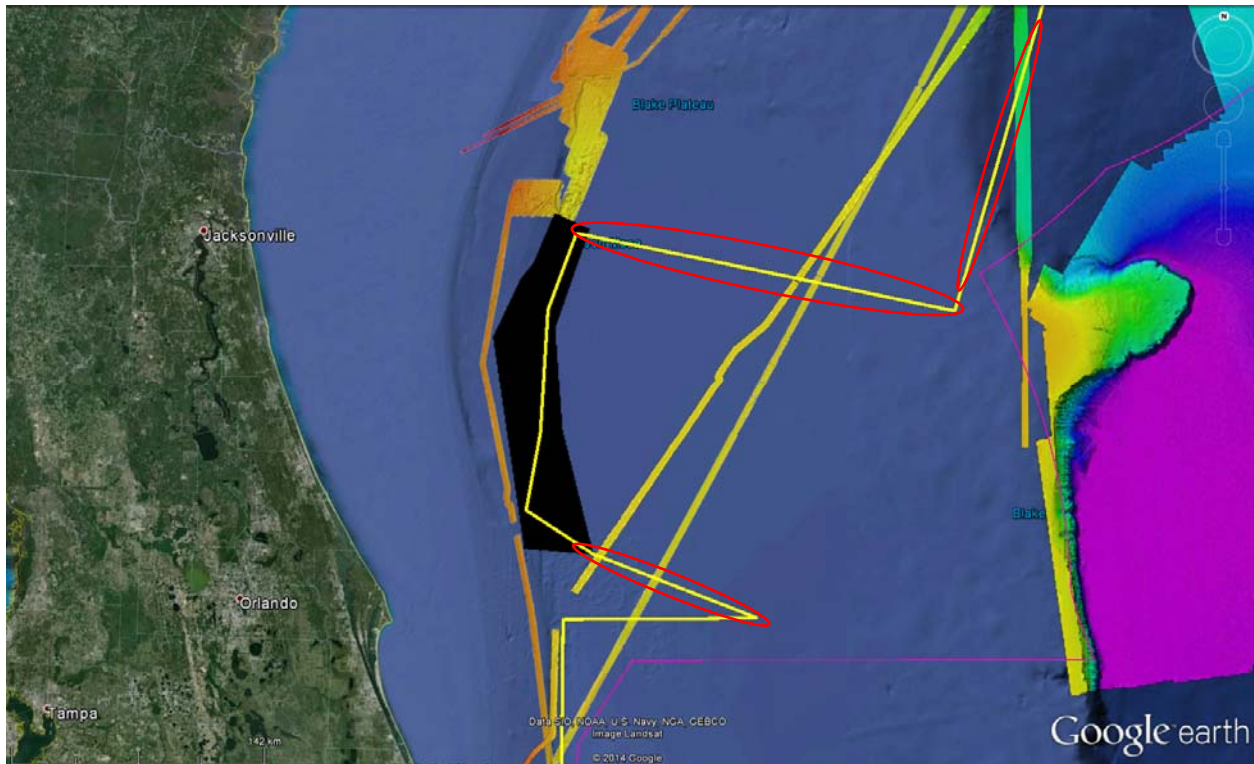 N
Blake Plateau
Jacksonville
Blake
Orlando
Tampa
Data SIO, NOAA, U.S. Navy, NGA, GEBCO
Image Landsat
142 km
© 2014 Google
Google earth